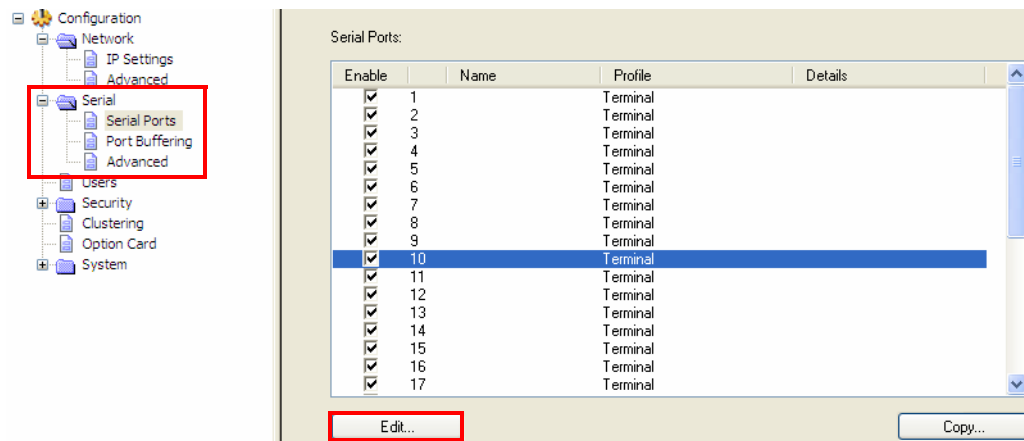 Configuration
Network
IP Settings
Advanced
Serial
Serial Ports
Port Buffering
Advanced
Users
Security
Clustering
Option Card
System
Serial Ports:
Enable Name Profile Details
1 Terminal
2 Terminal
3 Terminal
4 Terminal
5 Terminal
6 Terminal
7 Terminal
8 Terminal
9 Terminal
10 Terminal
11 Terminal
12 Terminal
13 Terminal
14 Terminal
15 Terminal
16 Terminal
17 Terminal
Edit... Copy...